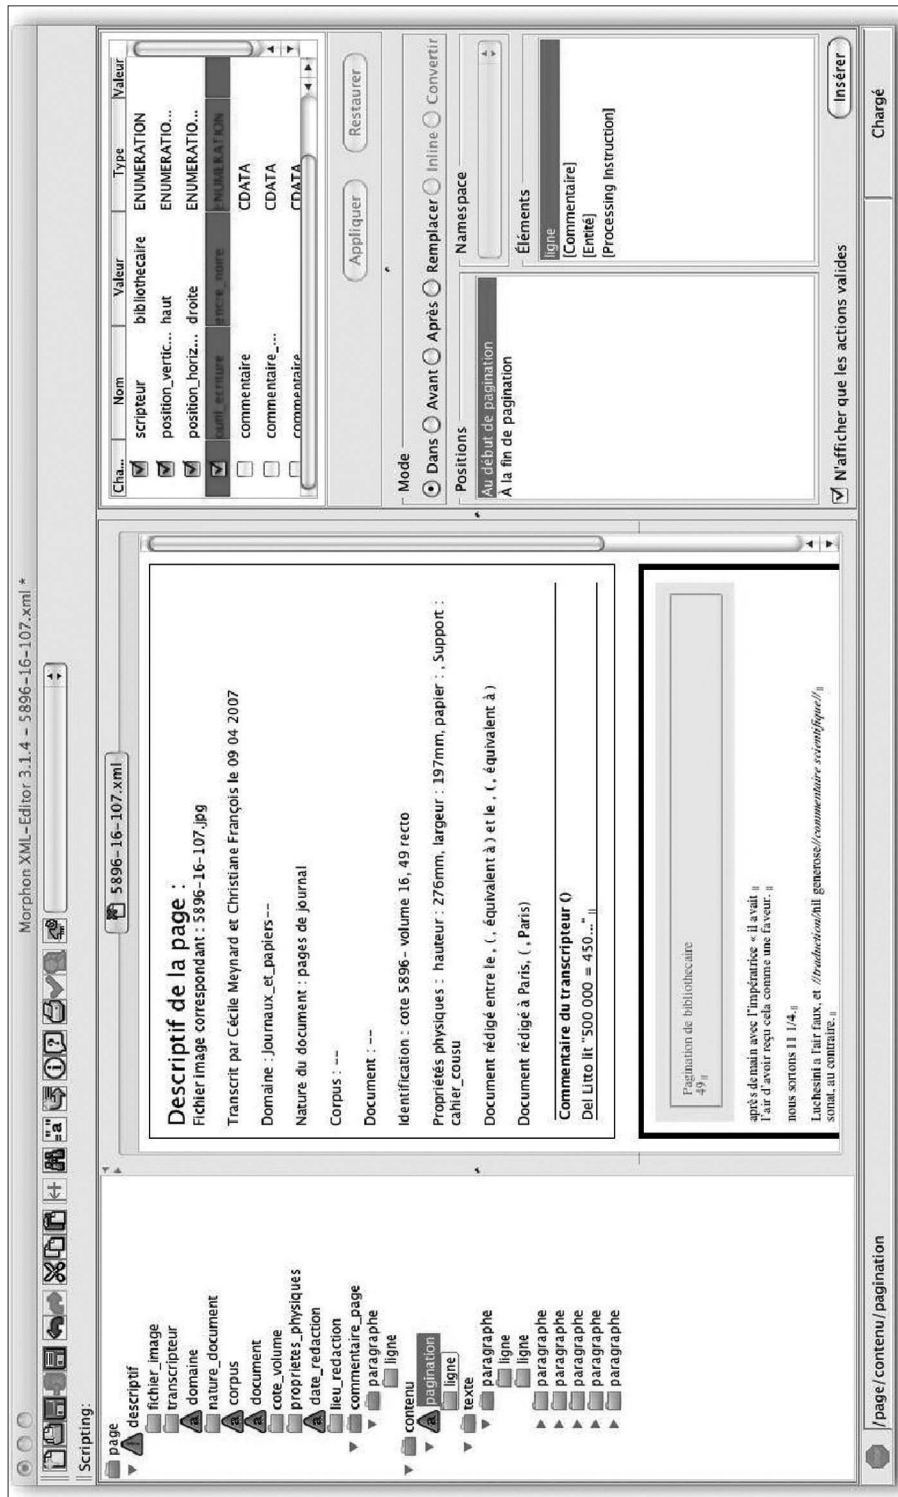 Morphon XML-Editor 3.1.4 – 5896-16-107.xml *
Scripting:
page
descriptif
fichier_image
transcripteur
domaine
nature_document
corpus
document
cote_volume
proprietes_physiques
date_redaction
lieu_redaction
commentaire_page
paragraphe
ligne
contenu
pagination
ligne
texte
paragraphe
ligne
ligne
paragraphe
paragraphe
paragraphe
paragraphe
paragraphe
5896-16-107.xml
Descriptif de la page :
Fichier image correspondant : 5896-16-107.jpg
Transcrit par Cécile Meynard et Christiane François le 09 04 2007
Domaine : Journaux_et_papiers--
Nature du document : pages de journal
Corpus : --
Document : --
Identification : cote 5896- volume 16, 49 recto
Propriétés physiques : hauteur : 276mm, largeur : 197mm, papier : , Support :
cahier_cousu
Document rédigé entre le , ( , équivalent à ) et le , ( , équivalent à )
Document rédigé à Paris, ( , Paris)
Commentaire du transcripteur ()
Del Litto lit "500 000 = 450..."
Pagination de bibliothecaire
49
après demain avec l'impératrice « il avait
l'air d'avoir reçu cela comme une faveur.
nous sortons 11 1/4.
Luchesini a l'air faux, et //traduction//nil generose//commentaire scientifique//
sonat, au contraire.
Cha... Nom Valeur Type Valeur
scripteur bibliothecaire ENUMERATION
position_vertic... haut ENUMERATIO...
position_horiz... droite ENUMERATIO...
outil_ecriture encre_noire ENUMERATION
commentaire CDATA
commentaire_... CDATA
commentaire CDATA
Appliquer Restaurer
Mode
Dans Avant Après Remplacer Inline Convertir
Positions
Au début de pagination
À la fin de pagination
Namespace
Éléments
ligne
[Commentaire]
[Entité]
[Processing Instruction]
N'afficher que les actions valides
Insérer
/page/contenu/pagination
Chargé